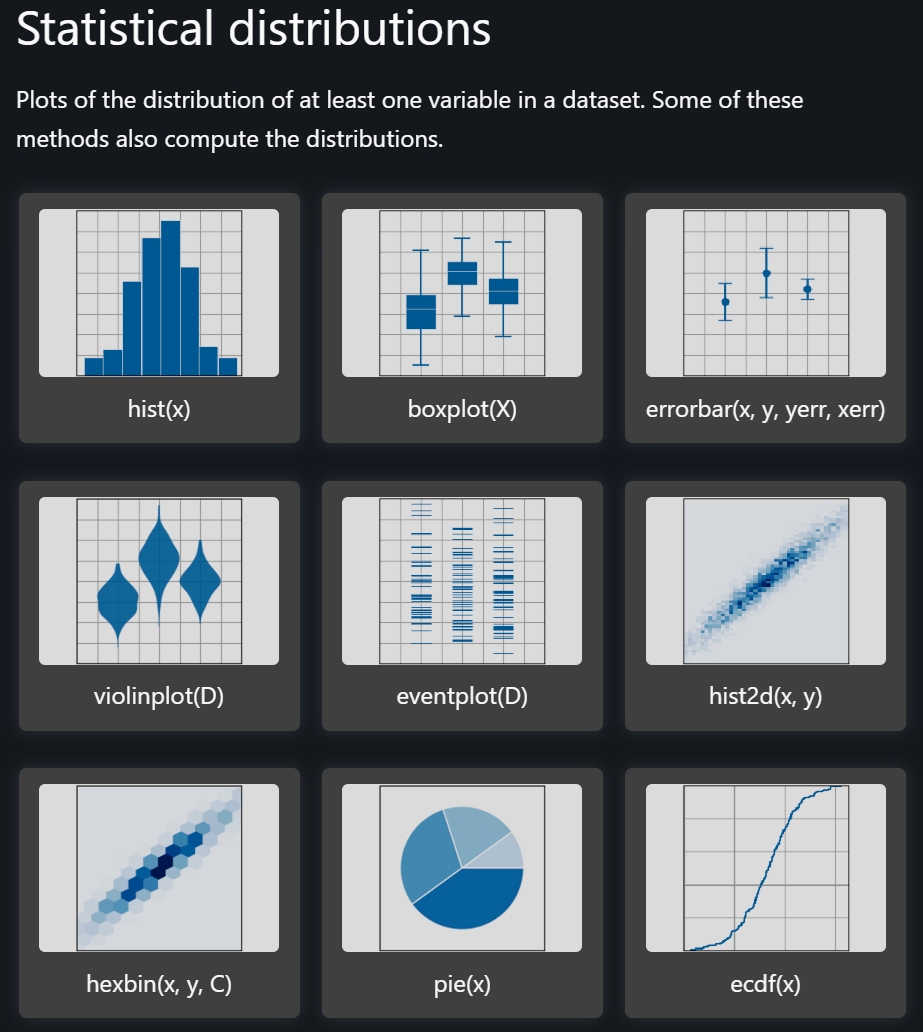 Statistical distributions
Plots of the distribution of at least one variable in a dataset. Some of these
methods also compute the distributions.
hist(x)
boxplot(X)
errorbar(x, y, yerr, xerr)
violinplot(D)
eventplot(D)
hist2d(x, y)
hexbin(x, y, C)
pie(x)
ecdf(x)